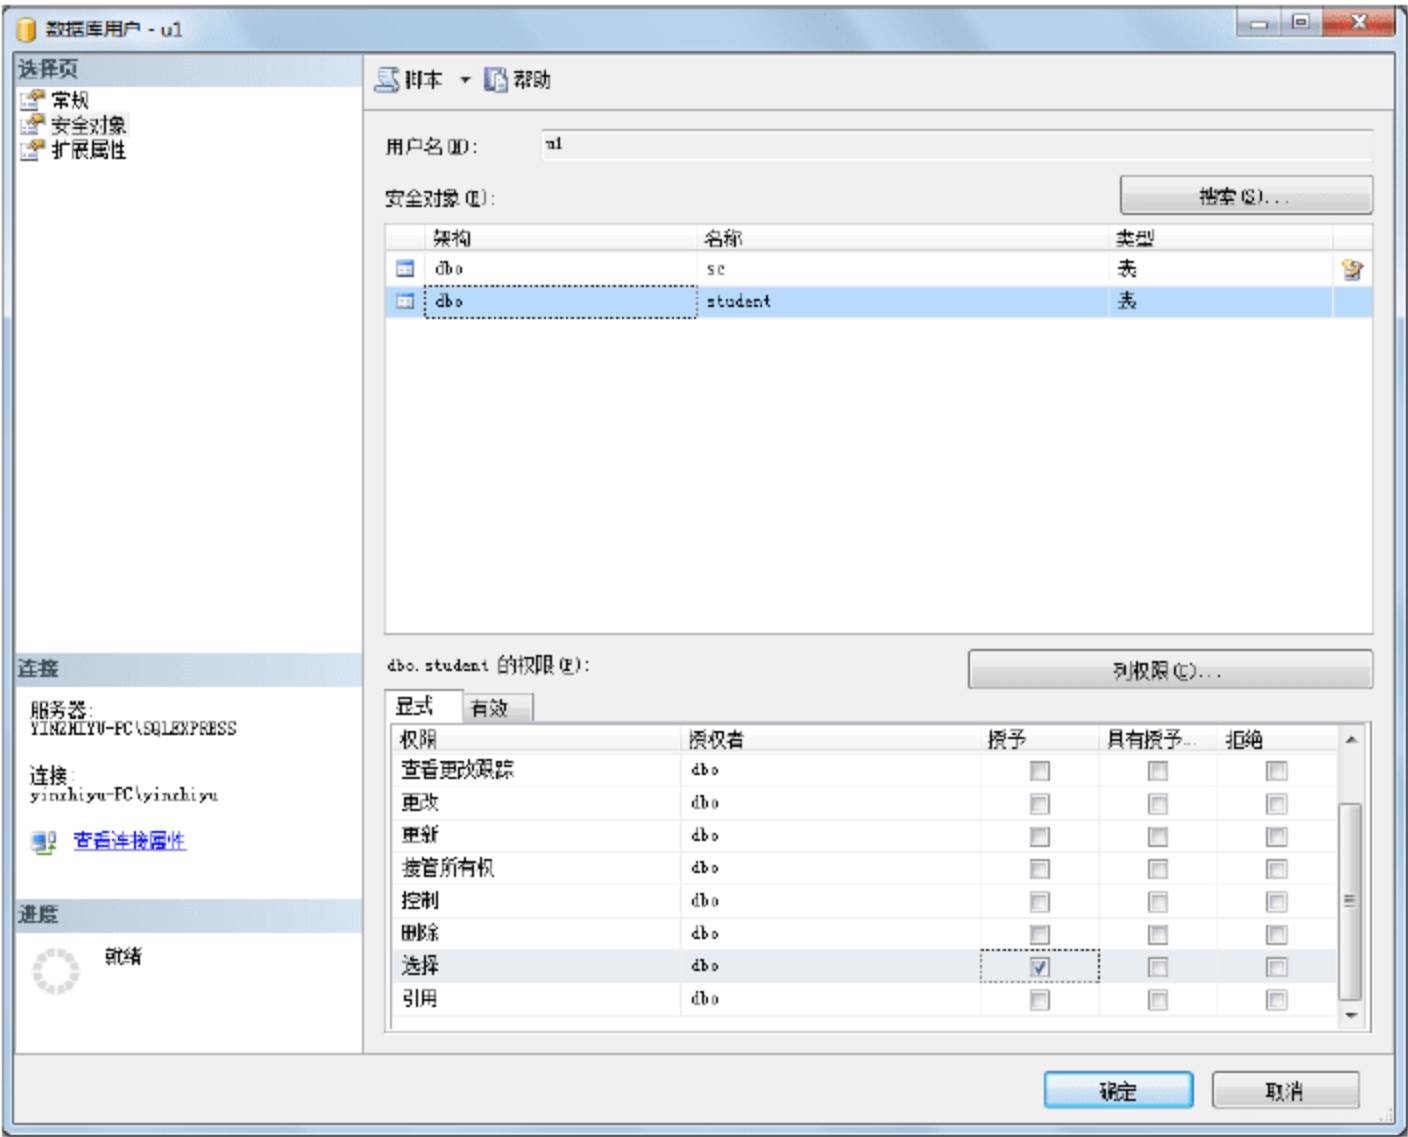 数据库用户 - u1
选择页
常规
安全对象
扩展属性
脚本 帮助
用户名(N): u1
安全对象(E): 搜索(S)...
架构 名称 类型
dbo sc 表
dbo student 表
dbo.student 的权限(P): 列权限(C)...
显式 有效
权限 授权者 授予 具有授予... 拒绝
查看更改跟踪 dbo
更改 dbo
更新 dbo
接管所有权 dbo
控制 dbo
删除 dbo
选择 dbo
引用 dbo
连接
服务器:
YINZHIYU-PC\SQLEXPRESS
连接:
yinzhiyu-PC\yinzhiyu
查看连接属性
进度
就绪
确定 取消